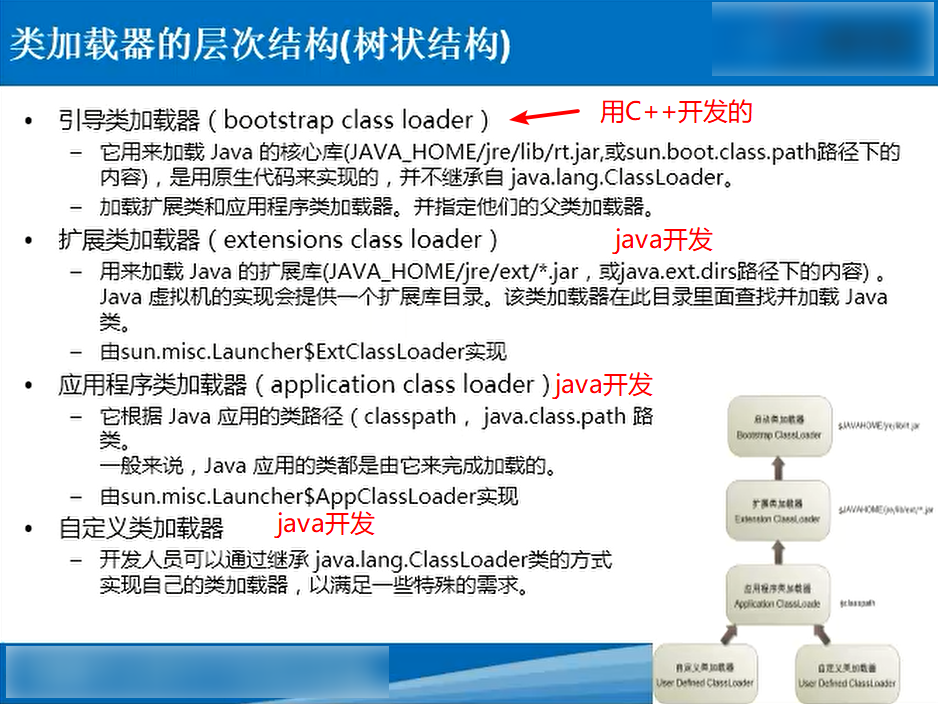 类加载器的层次结构(树状结构)
• 引导类加载器（bootstrap class loader）
用C++开发的
– 它用来加载 Java 的核心库(JAVA_HOME/jre/lib/rt.jar,或sun.boot.class.path路径下的
内容)，是用原生代码来实现的，并不继承自 java.lang.ClassLoader。
– 加载扩展类和应用程序类加载器。并指定他们的父类加载器。
• 扩展类加载器（extensions class loader）
java开发
– 用来加载 Java 的扩展库(JAVA_HOME/jre/ext/*.jar，或java.ext.dirs路径下的内容) 。
Java 虚拟机的实现会提供一个扩展库目录。该类加载器在此目录里面查找并加载 Java
类。
– 由sun.misc.Launcher$ExtClassLoader实现
• 应用程序类加载器（application class loader）
java开发
– 它根据 Java 应用的类路径（classpath， java.class.path 路
类。
一般来说，Java 应用的类都是由它来完成加载的。
– 由sun.misc.Launcher$AppClassLoader实现
• 自定义类加载器
java开发
– 开发人员可以通过继承 java.lang.ClassLoader类的方式
实现自己的类加载器，以满足一些特殊的需求。
启动类加载器
Bootstrap ClassLoader
$JAVAHOME/jre/lib/rt.jar
扩展类加载器
Extension ClassLoader
$JAVAHOME/jre/lib/ext/*.jar
应用程序类加载器
Application ClassLoade
$classpath
自定义类加载器
User Defined ClassLoader
自定义类加载器
User Defined ClassLoader